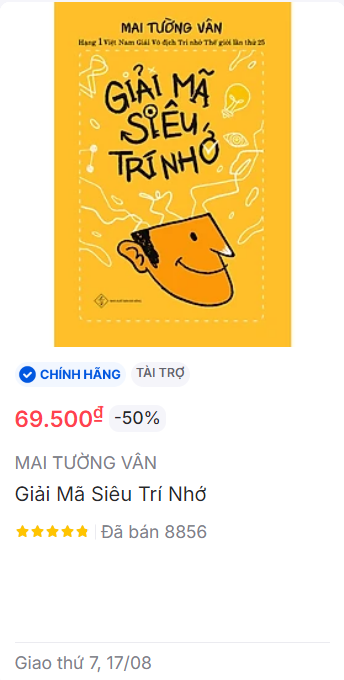 MAI TƯỜNG VÂN
Hạng 1 Việt Nam Giải Vô địch Trí nhớ Thế giới lần thứ 25
GIẢI MÃ
SIÊU
TRÍ NHỚ
CHÍNH HÃNG
TÀI TRỢ
69.500₫ -50%
MAI TƯỜNG VÂN
Giải Mã Siêu Trí Nhớ
Đã bán 8856
Giao thứ 7, 17/08